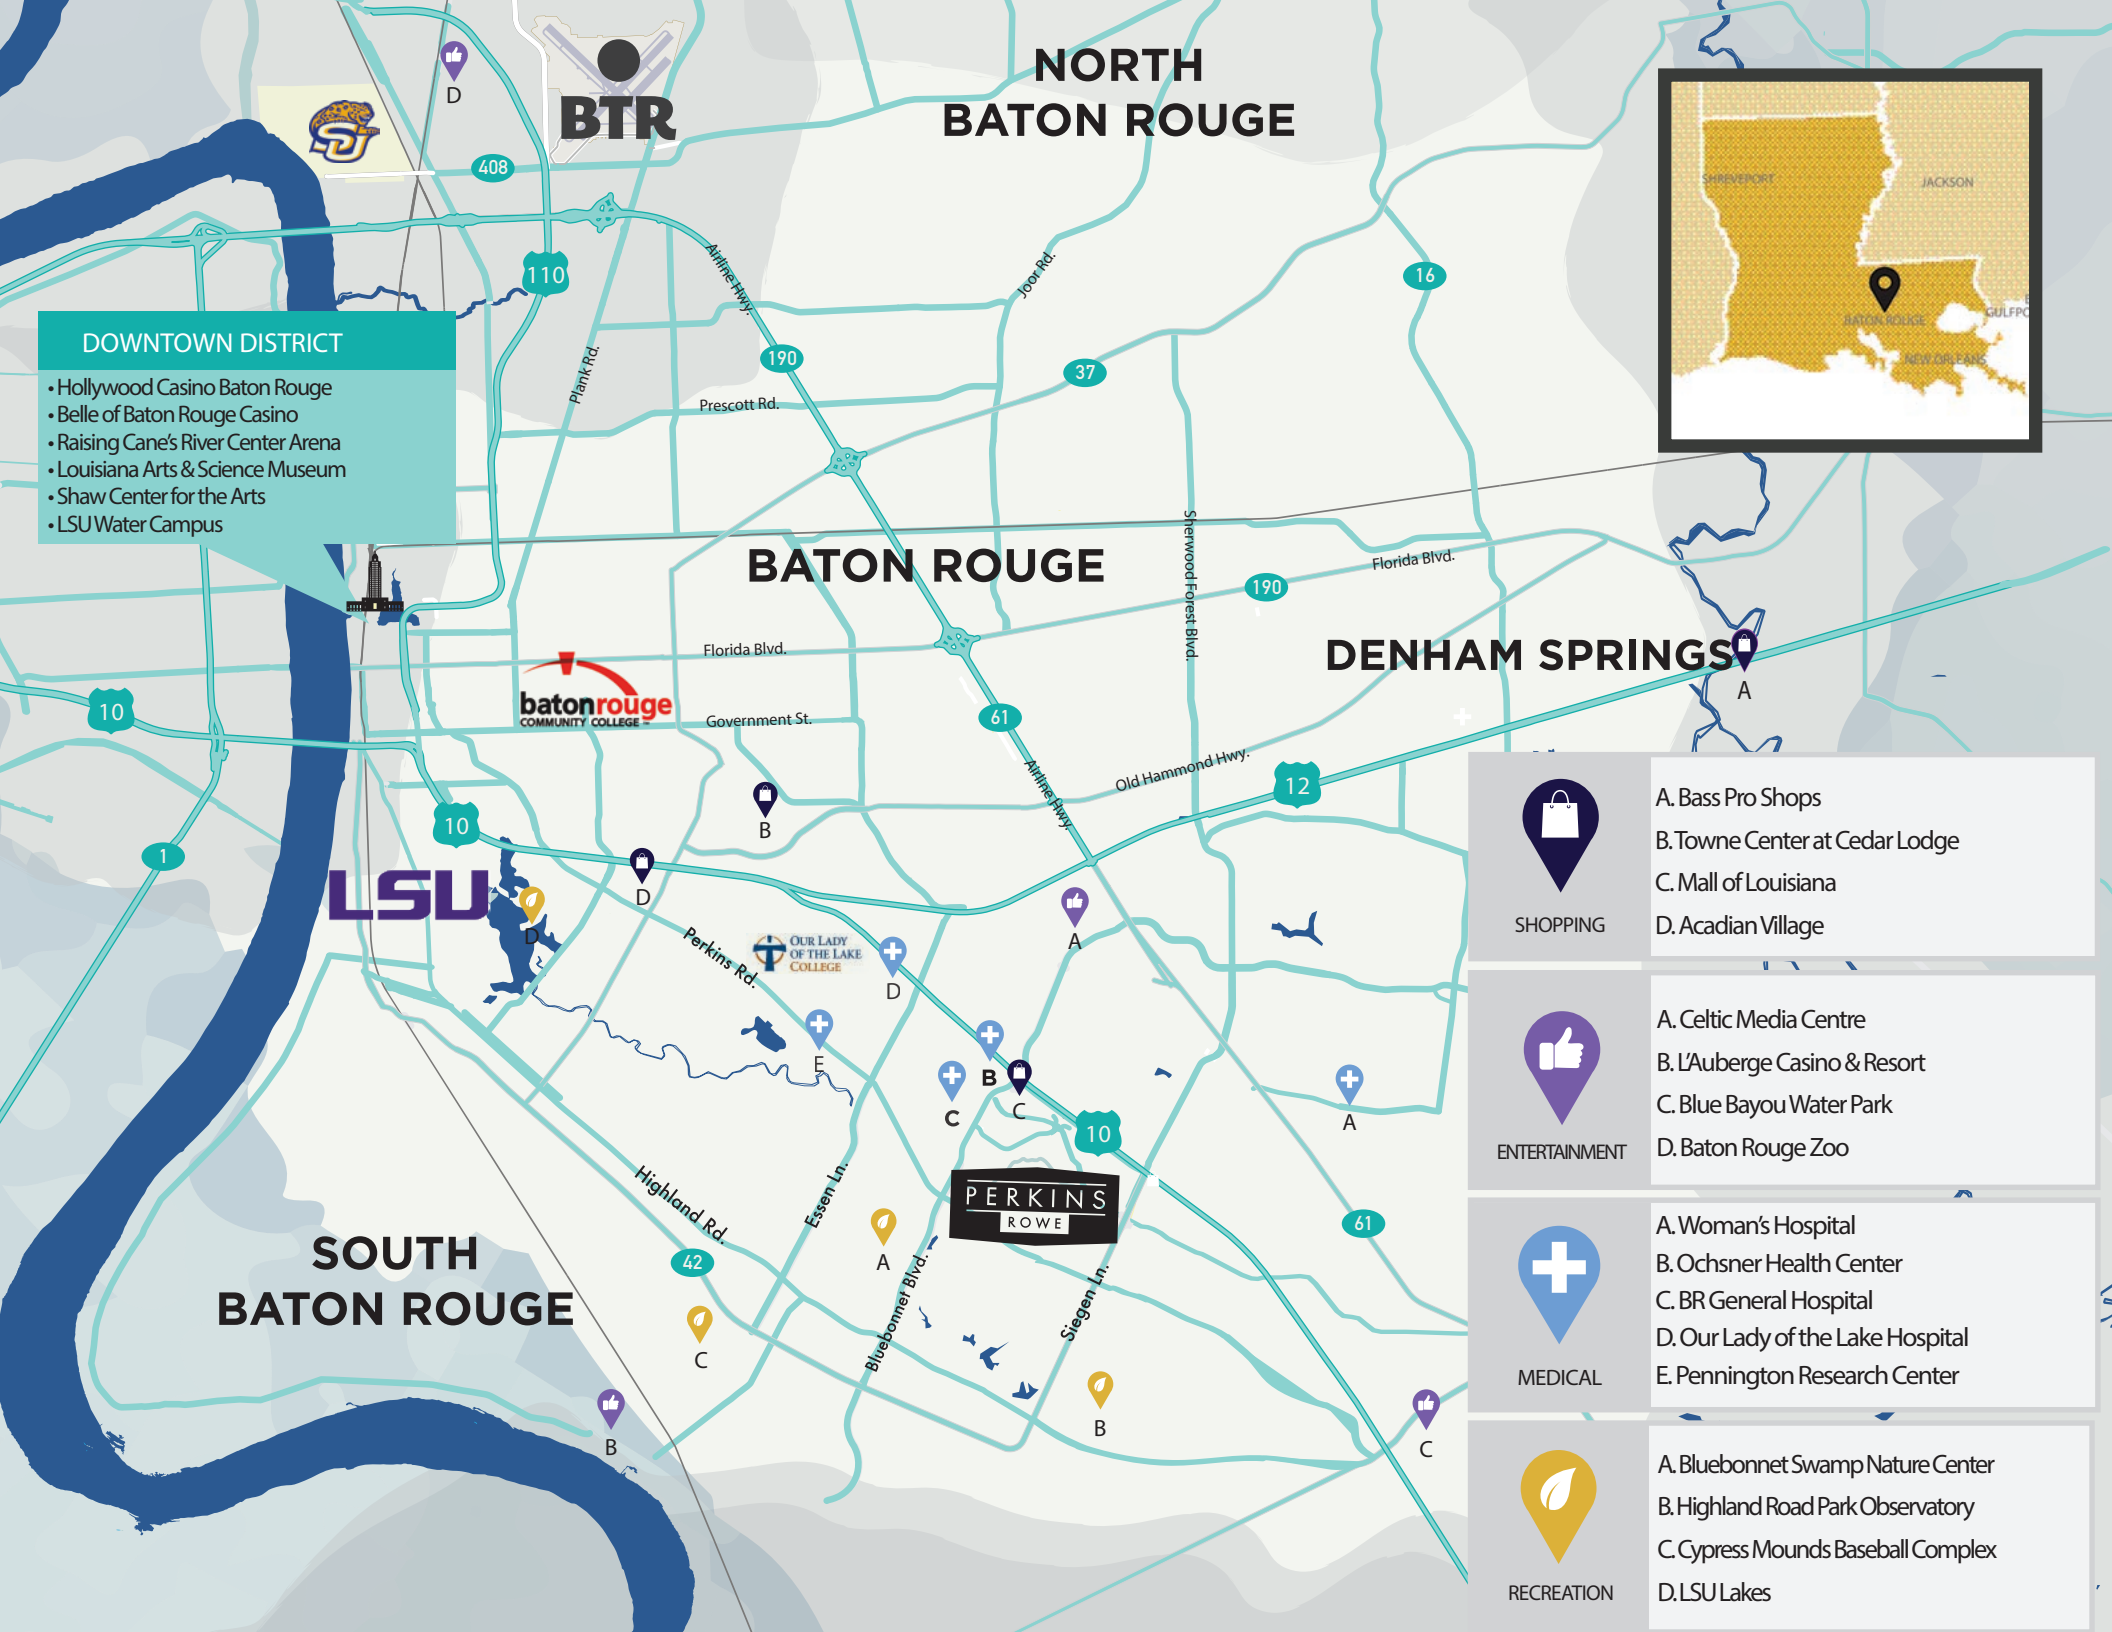 NORTH
BATON ROUGE
D
SU
BTR
408
110
Airline Hwy.
Joor Rd.
16
SHREVEPORT
JACKSON
BATON ROUGE
GULFPO
NEW ORLEANS
DOWNTOWN DISTRICT
• Hollywood Casino Baton Rouge
• Belle of Baton Rouge Casino
• Raising Cane's River Center Arena
• Louisiana Arts & Science Museum
• Shaw Center for the Arts
• LSU Water Campus
Plank Rd.
190
37
Prescott Rd.
BATON ROUGE
Sherwood Forest Blvd.
Florida Blvd.
190
Florida Blvd.
DENHAM SPRINGS
A
batonrouge
COMMUNITY COLLEGE
Government St.
10
61
Airline Hwy.
Old Hammond Hwy.
12
B
10
1
LSU
D
D
Perkins Rd.
OUR LADY
OF THE LAKE
COLLEGE
D
A
E
B
C
C
10
A
PERKINS
ROWE
Highland Rd.
Essen Ln.
A
61
42
SOUTH
BATON ROUGE
Bluebonnet Blvd.
Siegen Ln.
C
B
B
C
SHOPPING
A. Bass Pro Shops
B. Towne Center at Cedar Lodge
C. Mall of Louisiana
D. Acadian Village
ENTERTAINMENT
A. Celtic Media Centre
B. L'Auberge Casino & Resort
C. Blue Bayou Water Park
D. Baton Rouge Zoo
MEDICAL
A. Woman's Hospital
B. Ochsner Health Center
C. BR General Hospital
D. Our Lady of the Lake Hospital
E. Pennington Research Center
RECREATION
A. Bluebonnet Swamp Nature Center
B. Highland Road Park Observatory
C. Cypress Mounds Baseball Complex
D. LSU Lakes